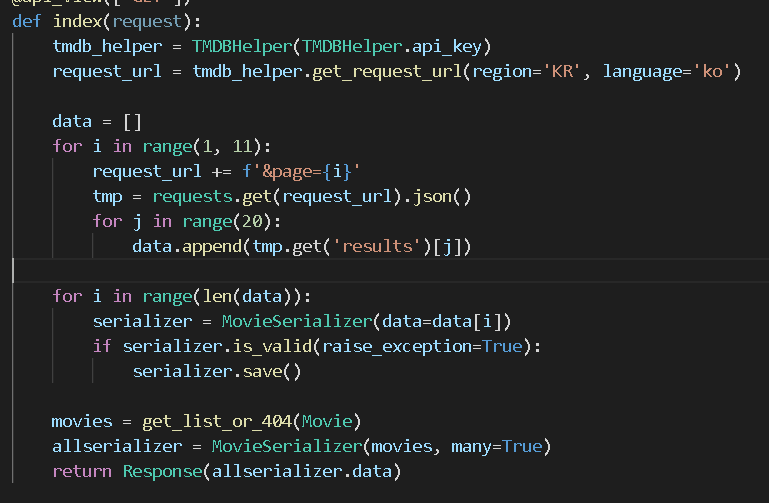 @api_view(['GET'])
def index(request):
    tmdb_helper = TMDBHelper(TMDBHelper.api_key)
    request_url = tmdb_helper.get_request_url(region='KR', language='ko')
    data = []
    for i in range(1, 11):
        request_url += f'&page={i}'
        tmp = requests.get(request_url).json()
        for j in range(20):
            data.append(tmp.get('results')[j])
    for i in range(len(data)):
        serializer = MovieSerializer(data=data[i])
        if serializer.is_valid(raise_exception=True):
            serializer.save()
    movies = get_list_or_404(Movie)
    allserializer = MovieSerializer(movies, many=True)
    return Response(allserializer.data)